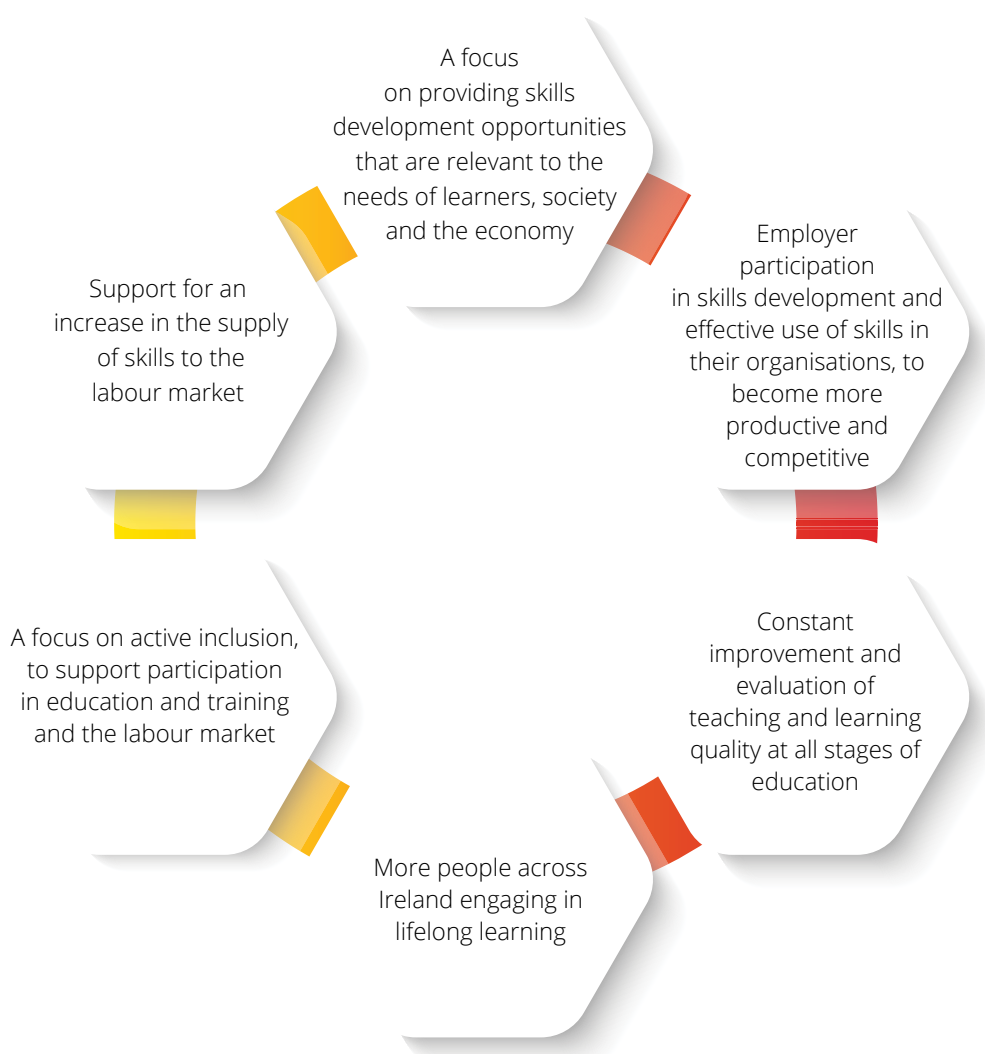 A focus
on providing skills
development opportunities
that are relevant to the
needs of learners, society
and the economy
Employer
participation
in skills development and
effective use of skills in
their organisations, to
become more
productive and
competitive
Constant
improvement and
evaluation of
teaching and learning
quality at all stages of
education
More people across
Ireland engaging in
lifelong learning
A focus on active inclusion,
to support participation
in education and training
and the labour market
Support for an
increase in the supply
of skills to the
labour market